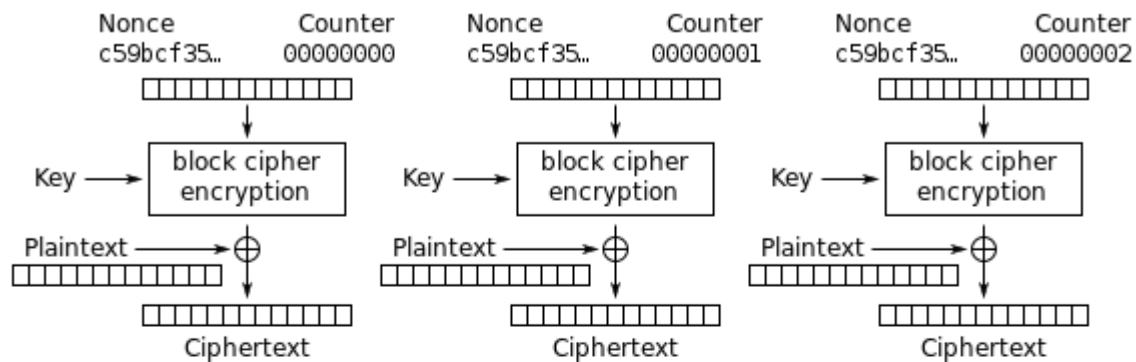 Nonce Counter Nonce Counter Nonce Counter
c59bcf35… 00000000 c59bcf35… 00000001 c59bcf35… 00000002
block cipher block cipher block cipher
Key encryption Key encryption Key encryption
Plaintext Plaintext Plaintext
Ciphertext Ciphertext Ciphertext